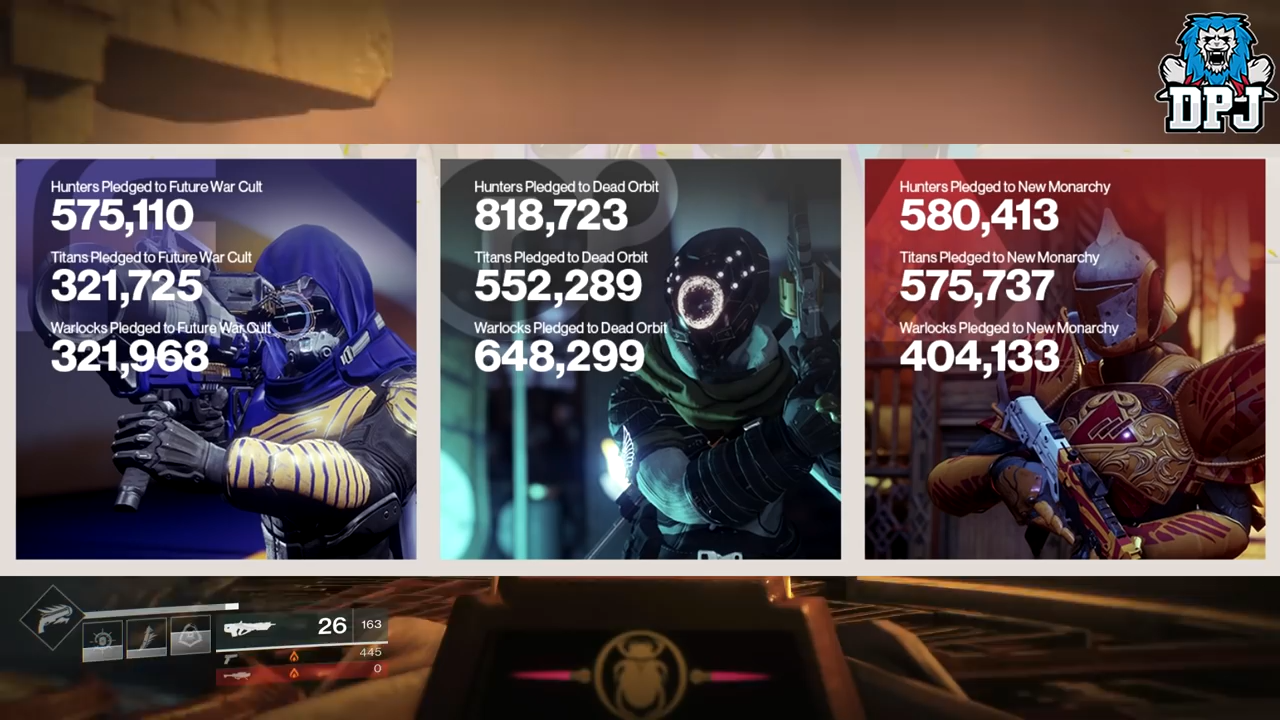 DPJ
Hunters Pledged to Future War Cult
575,110
Titans Pledged to Future War Cult
321,725
Warlocks Pledged to Future War Cult
321,968
Hunters Pledged to Dead Orbit
818,723
Titans Pledged to Dead Orbit
552,289
Warlocks Pledged to Dead Orbit
648,299
Hunters Pledged to New Monarchy
580,413
Titans Pledged to New Monarchy
575,737
Warlocks Pledged to New Monarchy
404,133
26 163
445
0